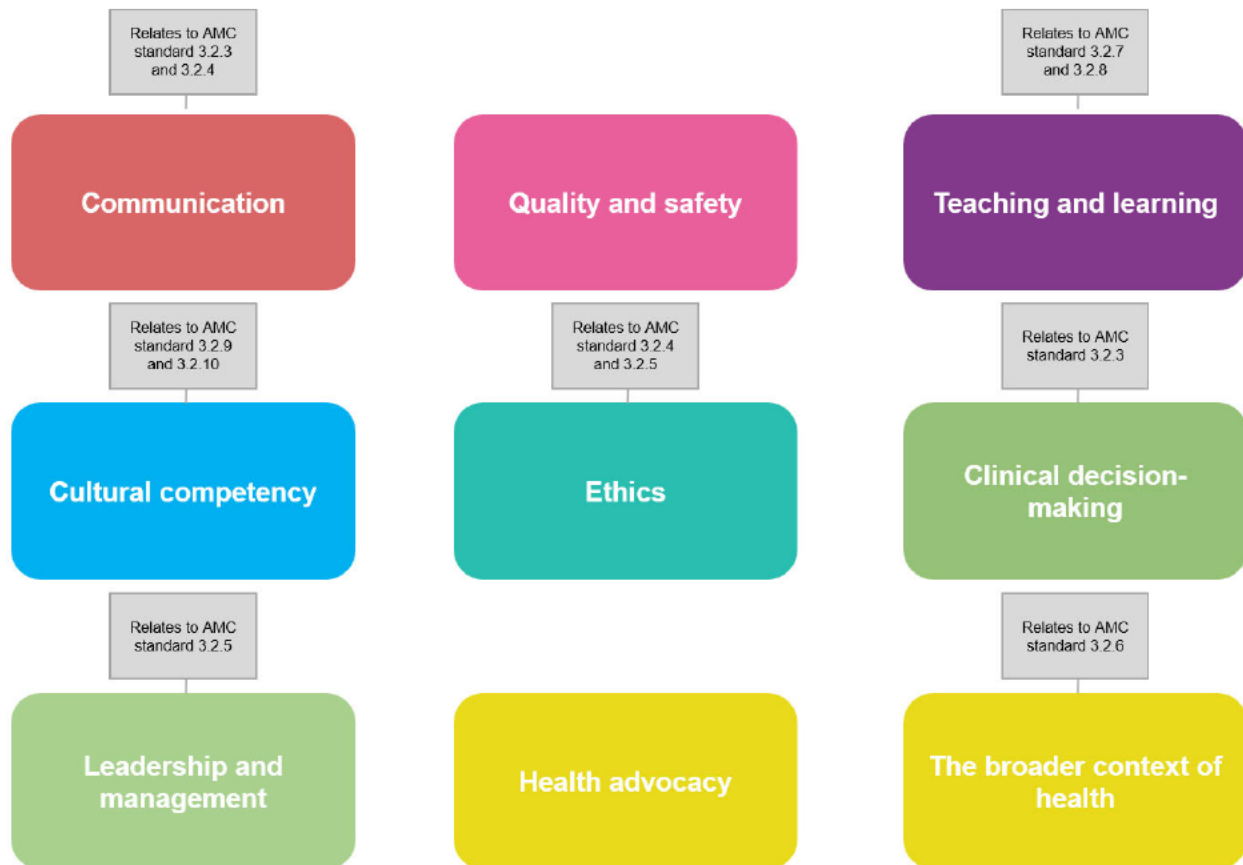 Relates to AMC
standard 3.2.3
and 3.2.4
Relates to AMC
standard 3.2.7
and 3.2.8
Communication
Quality and safety
Teaching and learning
Relates to AMC
standard 3.2.9
and 3.2.10
Relates to AMC
standard 3.2.4
and 3.2.5
Relates to AMC
standard 3.2.3
Cultural competency
Ethics
Clinical decision-
making
Relates to AMC
standard 3.2.5
Relates to AMC
standard 3.2.6
Leadership and
management
Health advocacy
The broader context of
health